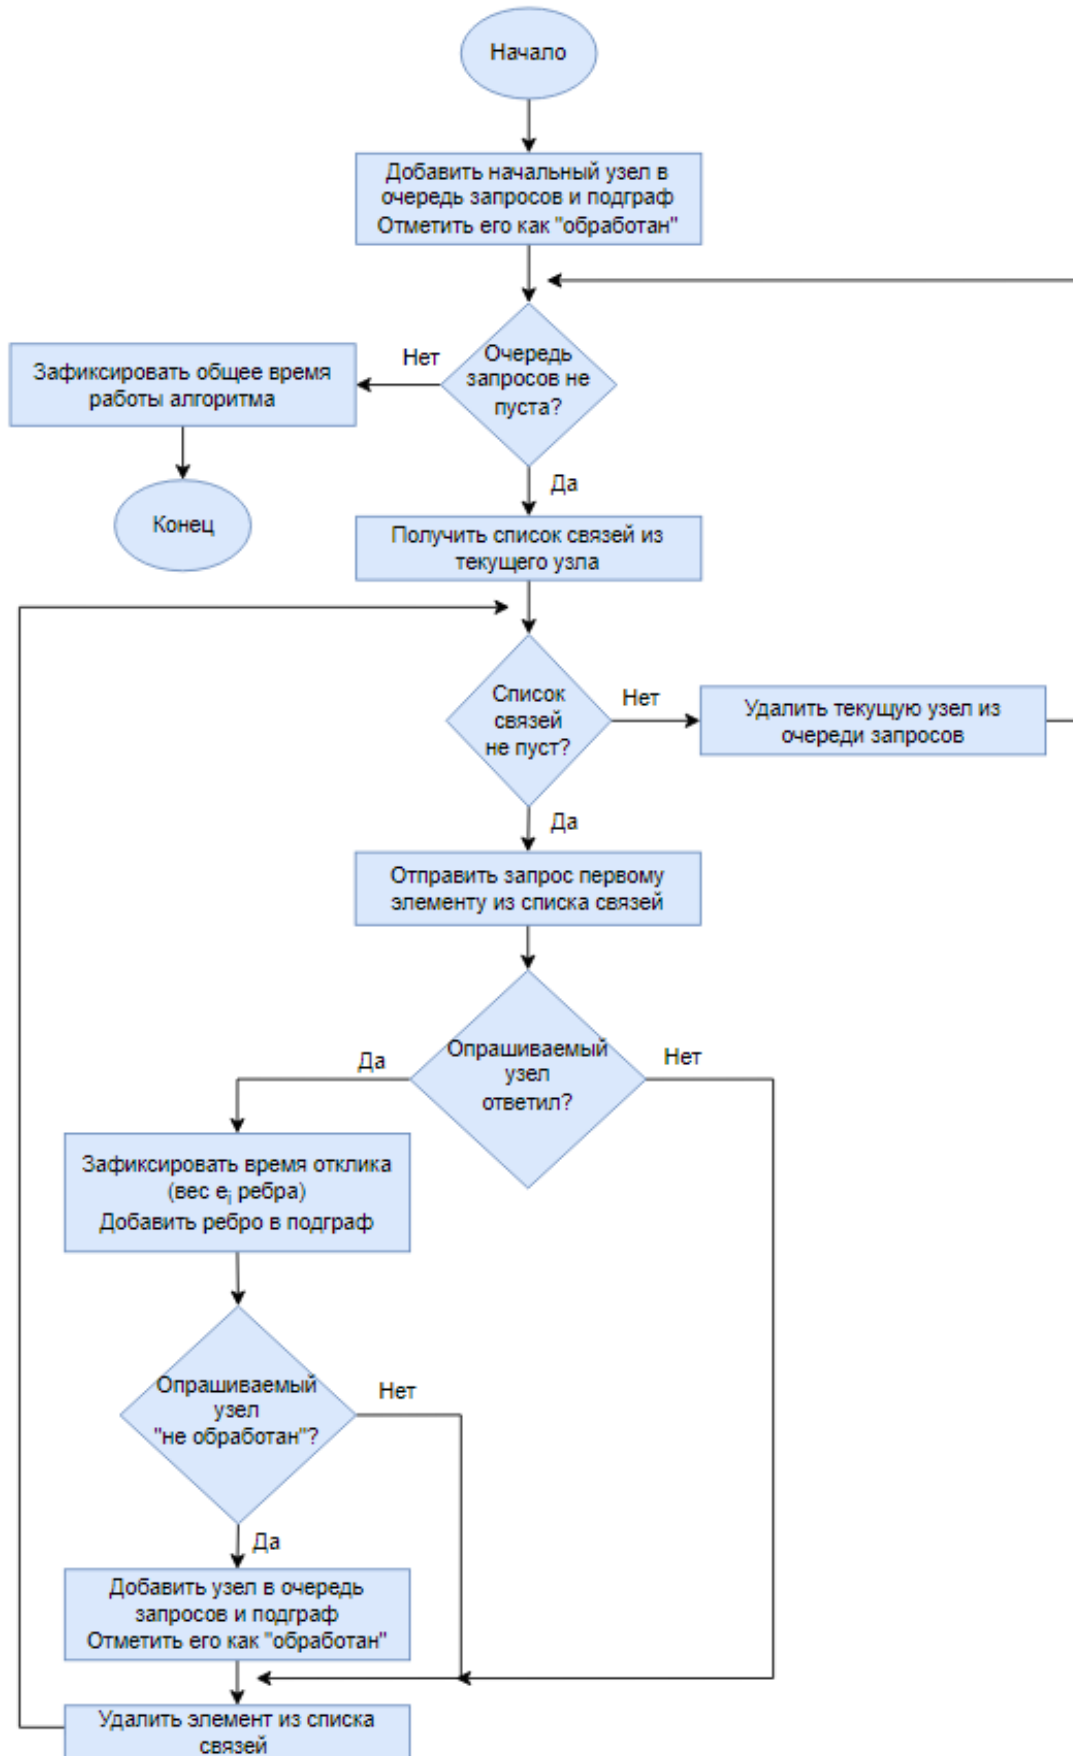 Начало
Добавить начальный узел в
очередь запросов и подграф
Отметить его как "обработан"
Нет
Очередь
запросов не
пуста?
Зафиксировать общее время
работы алгоритма
Да
Конец
Получить список связей из
текущего узла
Список
связей
не пуст?
Нет
Удалить текущую узел из
очереди запросов
Да
Отправить запрос первому
элементу из списка связей
Да
Опрашиваемый
узел
ответил?
Нет
Зафиксировать время отклика
(вес eᵢ ребра)
Добавить ребро в подграф
Опрашиваемый
узел
"не обработан"?
Нет
Да
Добавить узел в очередь
запросов и подграф
Отметить его как "обработан"
Удалить элемент из списка
связей